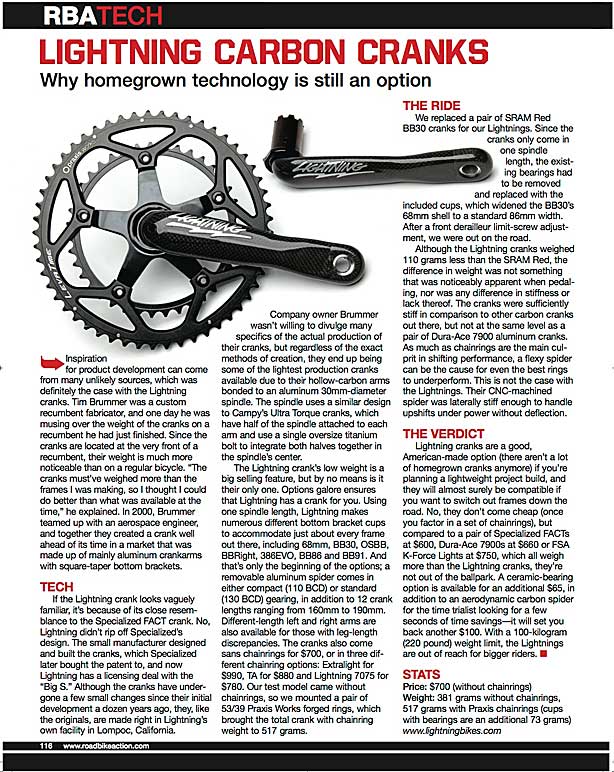 RBATECH
LIGHTNING CARBON CRANKS
Why homegrown technology is still an option
Praxis
LEVATIME
LIGHTNING
LIGHTNING
Inspiration
for product development can come
from many unlikely sources, which was
definitely the case with the Lightning
cranks. Tim Brummer was a custom
recumbent fabricator, and one day he was
musing over the weight of the cranks on a
recumbent he had just finished. Since the
cranks are located at the very front of a
recumbent, their weight is much more
noticeable than on a regular bicycle. “The
cranks must’ve weighed more than the
frames I was making, so I thought I could
do better than what was available at the
time,” he explained. In 2000, Brummer
teamed up with an aerospace engineer,
and together they created a crank well
ahead of its time in a market that was
made up of mainly aluminum crankarms
with square-taper bottom brackets.
TECH
If the Lightning crank looks vaguely
familiar, it’s because of its close resem-
blance to the Specialized FACT crank. No,
Lightning didn’t rip off Specialized’s
design. The small manufacturer designed
and built the cranks, which Specialized
later bought the patent to, and now
Lightning has a licensing deal with the
“Big S.” Although the cranks have under-
gone a few small changes since their initial
development a dozen years ago, they, like
the originals, are made right in Lightning’s
own facility in Lompoc, California.
Company owner Brummer
wasn’t willing to divulge many
specifics of the actual production of
their cranks, but regardless of the exact
methods of creation, they end up being
some of the lightest production cranks
available due to their hollow-carbon arms
bonded to an aluminum 30mm-diameter
spindle. The spindle uses a similar design
to Campy’s Ultra Torque cranks, which
have half of the spindle attached to each
arm and use a single oversize titanium
bolt to integrate both halves together in
the spindle’s center.
The Lightning crank’s low weight is a
big selling feature, but by no means is it
their only one. Options galore ensures
that Lightning has a crank for you. Using
one spindle length, Lightning makes
numerous different bottom bracket cups
to accommodate just about every frame
out there, including 68mm, BB30, OSBB,
BBRight, 386EVO, BB86 and BB91. And
that’s only the beginning of the options; a
removable aluminum spider comes in
either compact (110 BCD) or standard
(130 BCD) gearing, in addition to 12 crank
lengths ranging from 160mm to 190mm.
Different-length left and right arms are
also available for those with leg-length
discrepancies. The cranks also come
sans chainrings for $700, or in three dif-
ferent chainring options: Extralight for
$990, TA for $880 and Lightning 7075 for
$780. Our test model came without
chainrings, so we mounted a pair of
53/39 Praxis Works forged rings, which
brought the total crank with chainring
weight to 517 grams.
THE RIDE
We replaced a pair of SRAM Red
BB30 cranks for our Lightnings. Since the
cranks only come in
one spindle
length, the exist-
ing bearings had
to be removed
and replaced with the
included cups, which widened the BB30’s
68mm shell to a standard 86mm width.
After a front derailleur limit-screw adjust-
ment, we were out on the road.
Although the Lightning cranks weighed
110 grams less than the SRAM Red, the
difference in weight was not something
that was noticeably apparent when pedal-
ing, nor was any difference in stiffness or
lack thereof. The cranks were sufficiently
stiff in comparison to other carbon cranks
out there, but not at the same level as a
pair of Dura-Ace 7900 aluminum cranks.
As much as chainrings are the main cul-
prit in shifting performance, a flexy spider
can be the cause for even the best rings
to underperform. This is not the case with
the Lightnings. Their CNC-machined
spider was laterally stiff enough to handle
upshifts under power without deflection.
THE VERDICT
Lightning cranks are a good,
American-made option (there aren’t a lot
of homegrown cranks anymore) if you’re
planning a lightweight project build, and
they will almost surely be compatible if
you want to switch out frames down the
road. No, they don’t come cheap (once
you factor in a set of chainrings), but
compared to a pair of Specialized FACTs
at $600, Dura-Ace 7900s at $660 or FSA
K-Force Lights at $750, which all weigh
more than the Lightning cranks, they’re
not out of the ballpark. A ceramic-bearing
option is available for an additional $65, in
addition to an aerodynamic carbon spider
for the time trialist looking for a few
seconds of time savings—it will set you
back another $100. With a 100-kilogram
(220 pound) weight limit, the Lightnings
are out of reach for bigger riders.
STATS
Price: $700 (without chainrings)
Weight: 381 grams without chainrings,
517 grams with Praxis chainrings (cups
with bearings are an additional 73 grams)
www.lightningbikes.com
116 www.roadbikeaction.com